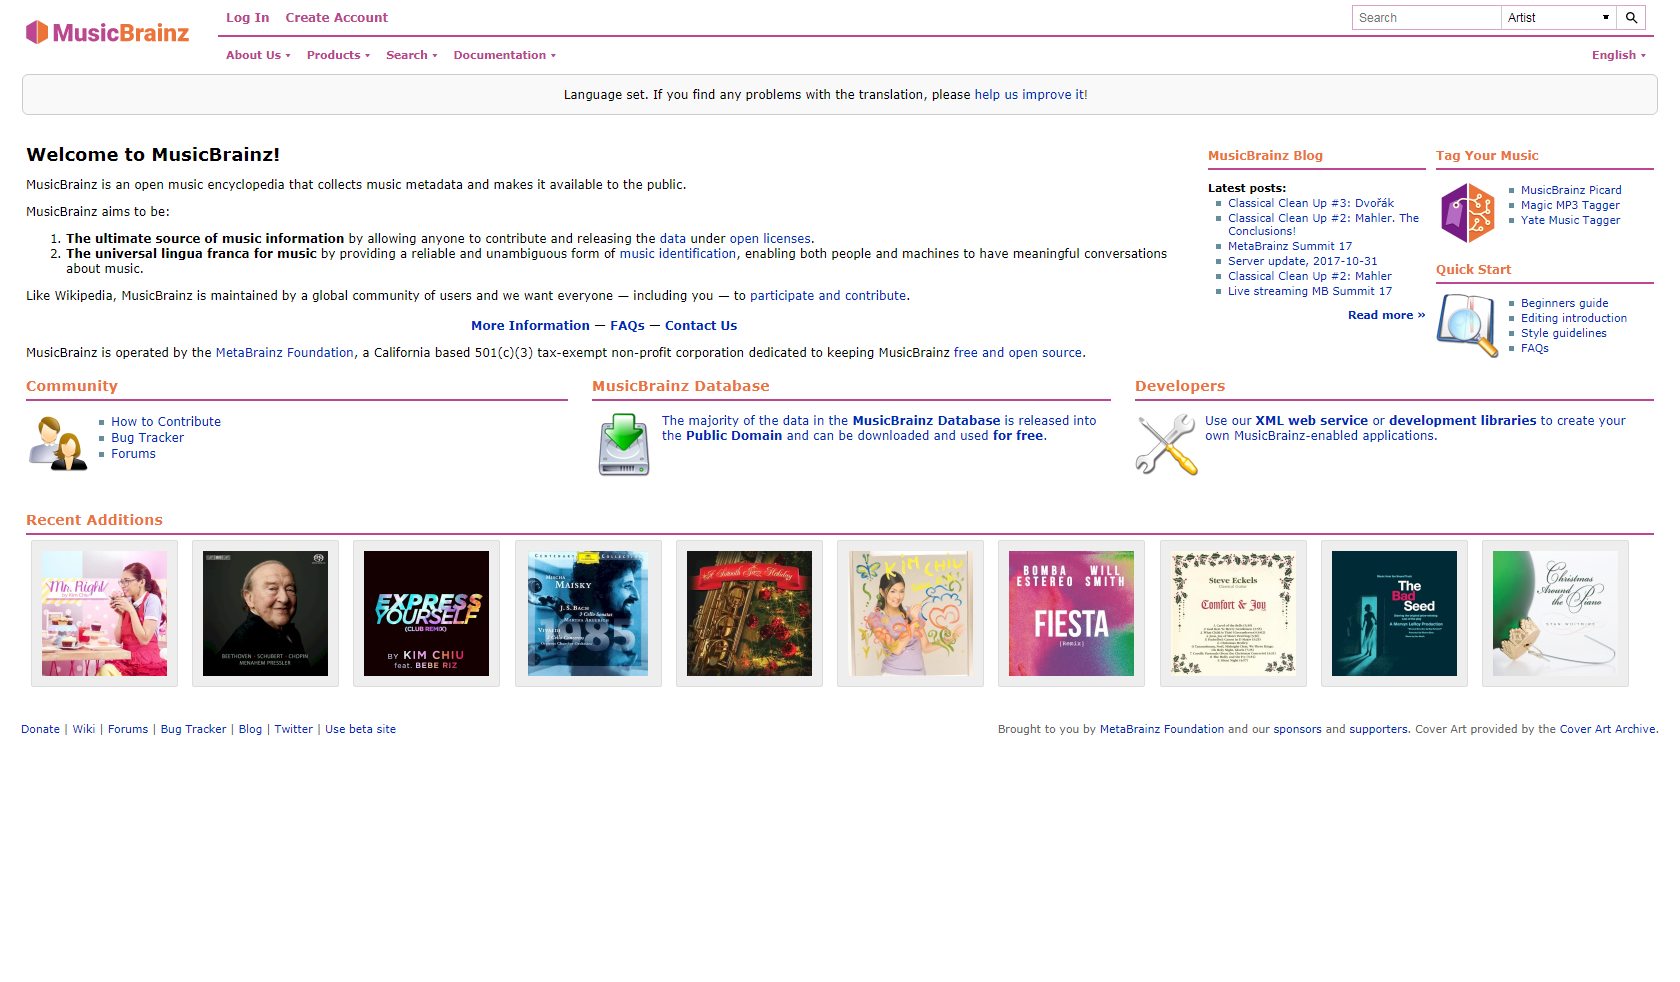 MusicBrainz
Log In Create Account
Search Artist
About Us Products Search Documentation
English
Language set. If you find any problems with the translation, please help us improve it!
Welcome to MusicBrainz!
MusicBrainz is an open music encyclopedia that collects music metadata and makes it available to the public.
MusicBrainz aims to be:
1. The ultimate source of music information by allowing anyone to contribute and releasing the data under open licenses.
2. The universal lingua franca for music by providing a reliable and unambiguous form of music identification, enabling both people and machines to have meaningful conversations
about music.
Like Wikipedia, MusicBrainz is maintained by a global community of users and we want everyone — including you — to participate and contribute.
More Information — FAQs — Contact Us
MusicBrainz is operated by the MetaBrainz Foundation, a California based 501(c)(3) tax-exempt non-profit corporation dedicated to keeping MusicBrainz free and open source.
MusicBrainz Blog
Latest posts:
Classical Clean Up #3: Dvořák
Classical Clean Up #2: Mahler. The
Conclusions!
MetaBrainz Summit 17
Server update, 2017-10-31
Classical Clean Up #2: Mahler
Live streaming MB Summit 17
Read more »
Tag Your Music
MusicBrainz Picard
Magic MP3 Tagger
Yate Music Tagger
Quick Start
Beginners guide
Editing introduction
Style guidelines
FAQs
Community
How to Contribute
Bug Tracker
Forums
MusicBrainz Database
The majority of the data in the MusicBrainz Database is released into
the Public Domain and can be downloaded and used for free.
Developers
Use our XML web service or development libraries to create your
own MusicBrainz-enabled applications.
Recent Additions
Mr. Right
by Kim Chiu
BEETHOVEN · SCHUBERT · CHOPIN
MENAHEM PRESSLER
EXPRESS
YOURSELF
(CLUB REMIX)
BY KIM CHIU
feat. BEBE RIZ
CENTENARY COLLECTION
MISCHA
MAISKY
J.S. BACH
3 Cello Sonatas
MARTHA ARGERICH
VIVALDI
1985
A Smooth Jazz Holiday
KIM CHIU
BOMBA WILL
ESTEREO SMITH
FIESTA
[Remix]
Steve Eckels
Comfort & Joy
The
Bad
Seed
A Mervyn LeRoy Production
Christmas
Around
the Piano
STAN WHITMIRE
Donate | Wiki | Forums | Bug Tracker | Blog | Twitter | Use beta site
Brought to you by MetaBrainz Foundation and our sponsors and supporters. Cover Art provided by the Cover Art Archive.